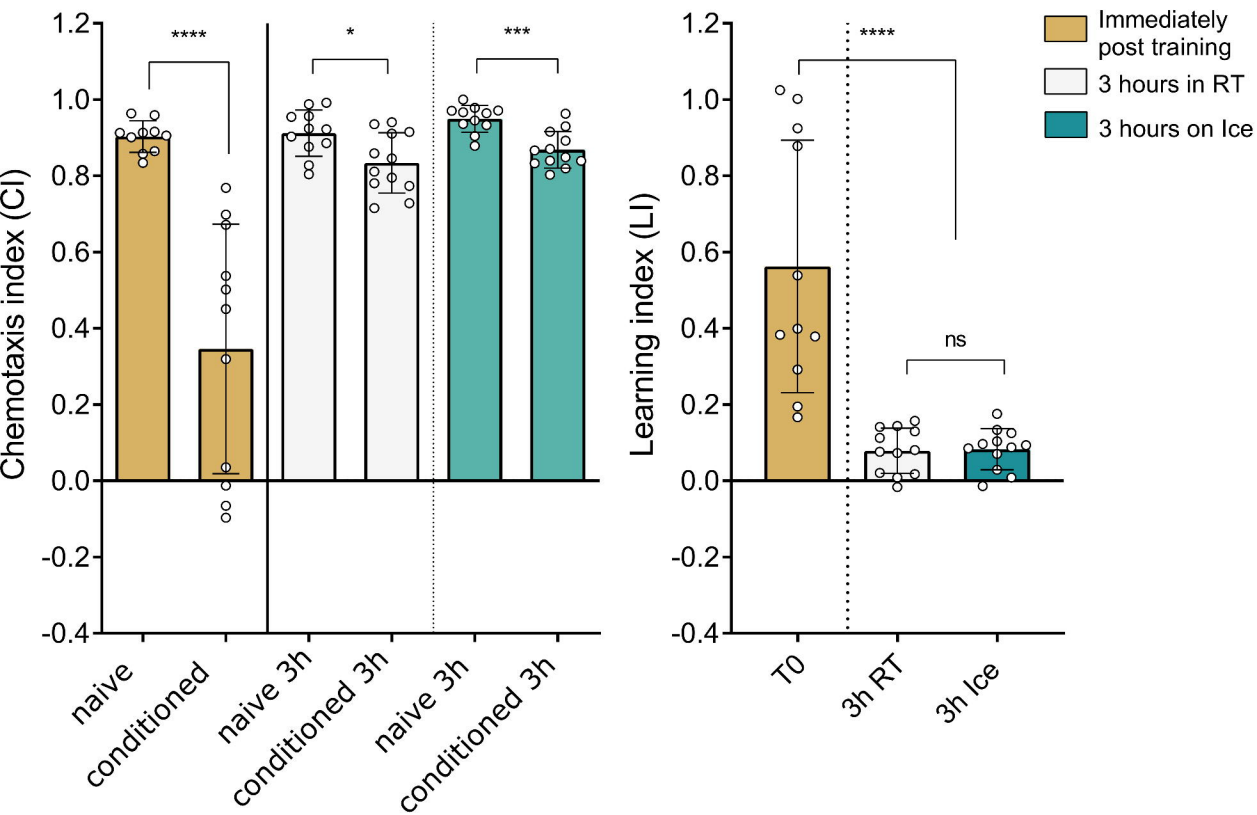 Chemotaxis index (CI)
1.2
1.0
0.8
0.6
0.4
0.2
0.0
-0.2
-0.4
****
*
***
naive
conditioned
naive 3h
conditioned 3h
naive 3h
conditioned 3h
Learning index (LI)
1.2
1.0
0.8
0.6
0.4
0.2
0.0
-0.2
-0.4
****
ns
T0
3h RT
3h Ice
Immediately
post training
3 hours in RT
3 hours on Ice